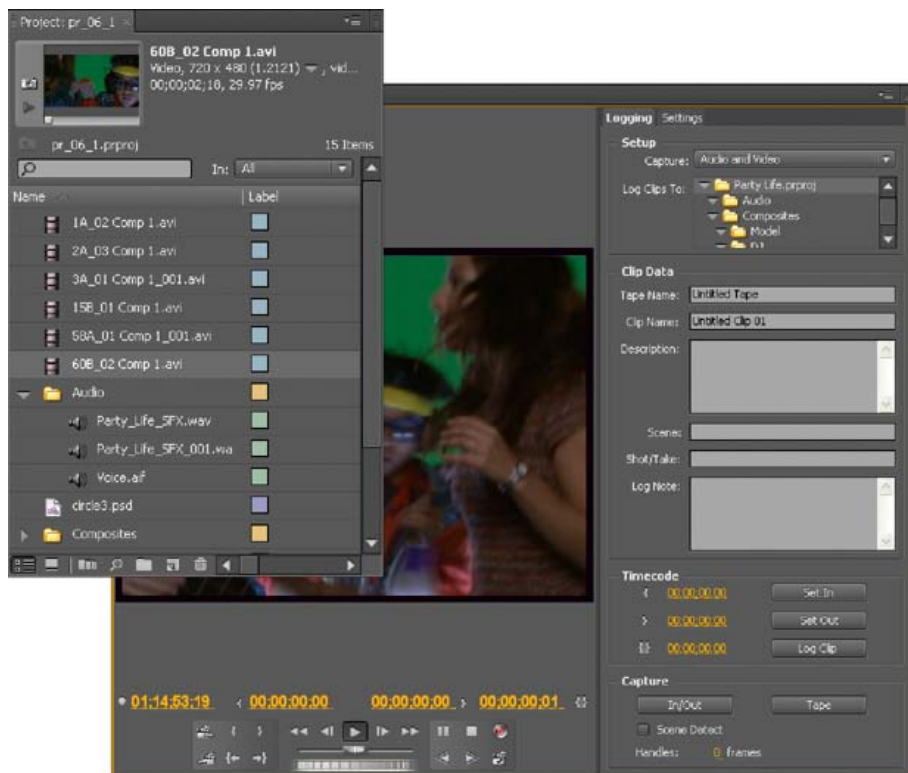 Project: pr_06_1
60B_02 Comp 1.avi
Video, 720 x 480 (1.2121) , vid...
00;00;02;18, 29.97 fps
pr_06_1.prproj
15 Items
In: All
Name
Label
1A_02 Comp 1.avi
2A_03 Comp 1.avi
3A_01 Comp 1_001.avi
15B_01 Comp 1.avi
58A_01 Comp 1_001.avi
60B_02 Comp 1.avi
Audio
Party_Life_SFX.wav
Party_Life_SFX_001.wa
Voice.aif
circle3.psd
Composites
Logging Settings
Setup
Capture: Audio and Video
Log Clips To: Party Life.prproj
Audio
Composites
Model
Clip Data
Tape Name: Untitled Tape
Clip Name: Untitled Clip 01
Description:
Scene:
Shot/Take:
Log Note:
Timecode
{ 00;00;00;00 Set In
} 00;00;00;00 Set Out
{} 00;00;00;00 Log Clip
Capture
In/Out Tape
Scene Detect
Handles: 0 frames
01;14;53;19 { 00;00;00;00 00;00;00;00 } 00;00;00;01 {}